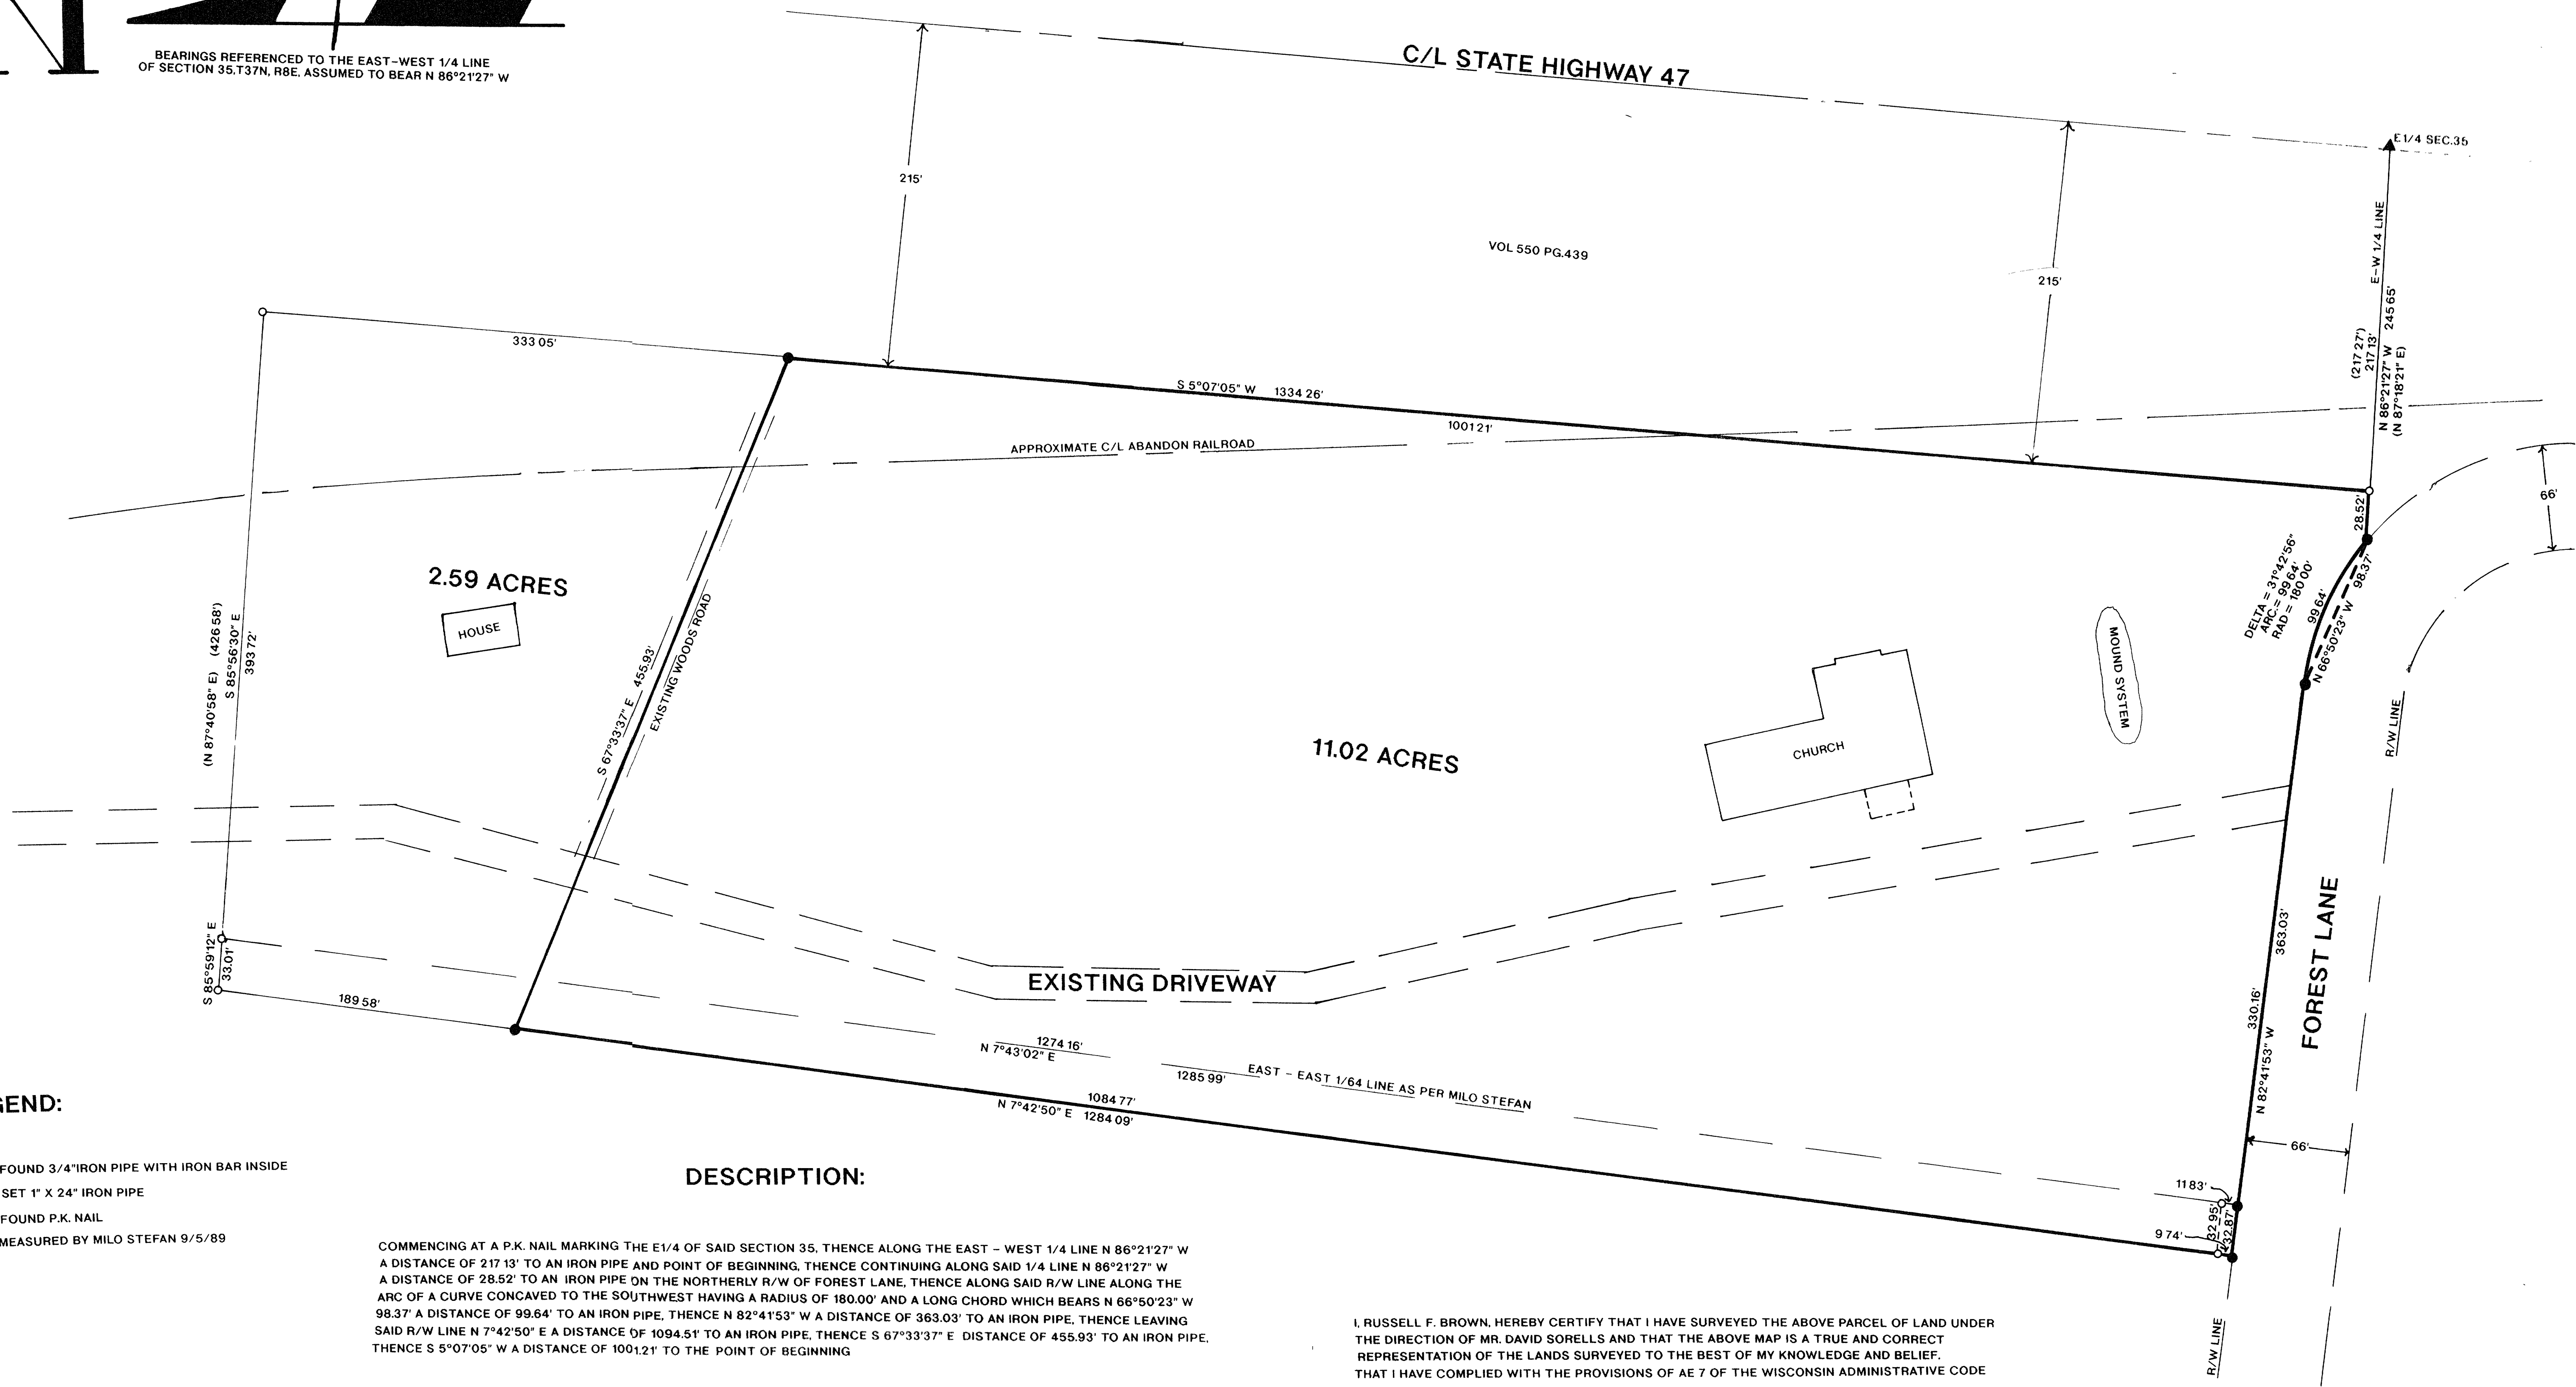 N
BEARINGS REFERENCED TO THE EAST-WEST 1/4 LINE
OF SECTION 35,T37N, R8E, ASSUMED TO BEAR N 86°21'27" W
C/L STATE HIGHWAY 47
E 1/4 SEC.35
215'
VOL 550 PG.439
215'
E-W 1/4 LINE
(217 27')
217 13'
N 86°21'27" W 245 65'
(N 87°18'21" E)
333 05'
S 5°07'05" W 1334 26'
1001 21'
APPROXIMATE C/L ABANDON RAILROAD
28.52'
66'
DELTA = 31°42'56"
ARC.= 99 64'
RAD = 180 00'
99 64'
N 66°50'23" W 98.37'
2.59 ACRES
HOUSE
(N 87°40'58" E) (426 58')
S 85°56'30" E
393 72'
S 67°33'37" E 455.93'
EXISTING WOODS ROAD
11.02 ACRES
CHURCH
MOUND SYSTEM
R/W LINE
FOREST LANE
363.03'
330.16'
N 82°41'53" W
S 85°59'12" E
33.01'
189 58'
EXISTING DRIVEWAY
1274 16'
N 7°43'02" E
1285 99'
EAST - EAST 1/64 LINE AS PER MILO STEFAN
1084 77'
N 7°42'50" E 1284 09'
66'
11 83'
32 95'
32.87'
9 74'
R/W LINE
GEND:
FOUND 3/4"IRON PIPE WITH IRON BAR INSIDE
SET 1" X 24" IRON PIPE
FOUND P.K. NAIL
MEASURED BY MILO STEFAN 9/5/89
DESCRIPTION:
COMMENCING AT A P.K. NAIL MARKING THE E1/4 OF SAID SECTION 35, THENCE ALONG THE EAST - WEST 1/4 LINE N 86°21'27" W
A DISTANCE OF 217 13' TO AN IRON PIPE AND POINT OF BEGINNING, THENCE CONTINUING ALONG SAID 1/4 LINE N 86°21'27" W
A DISTANCE OF 28.52' TO AN IRON PIPE ON THE NORTHERLY R/W OF FOREST LANE, THENCE ALONG SAID R/W LINE ALONG THE
ARC OF A CURVE CONCAVED TO THE SOUTHWEST HAVING A RADIUS OF 180.00' AND A LONG CHORD WHICH BEARS N 66°50'23" W
98.37' A DISTANCE OF 99.64' TO AN IRON PIPE, THENCE N 82°41'53" W A DISTANCE OF 363.03' TO AN IRON PIPE, THENCE LEAVING
SAID R/W LINE N 7°42'50" E A DISTANCE OF 1094.51' TO AN IRON PIPE, THENCE S 67°33'37" E DISTANCE OF 455.93' TO AN IRON PIPE,
THENCE S 5°07'05" W A DISTANCE OF 1001.21' TO THE POINT OF BEGINNING
I, RUSSELL F. BROWN, HEREBY CERTIFY THAT I HAVE SURVEYED THE ABOVE PARCEL OF LAND UNDER
THE DIRECTION OF MR. DAVID SORELLS AND THAT THE ABOVE MAP IS A TRUE AND CORRECT
REPRESENTATION OF THE LANDS SURVEYED TO THE BEST OF MY KNOWLEDGE AND BELIEF.
THAT I HAVE COMPLIED WITH THE PROVISIONS OF AE 7 OF THE WISCONSIN ADMINISTRATIVE CODE